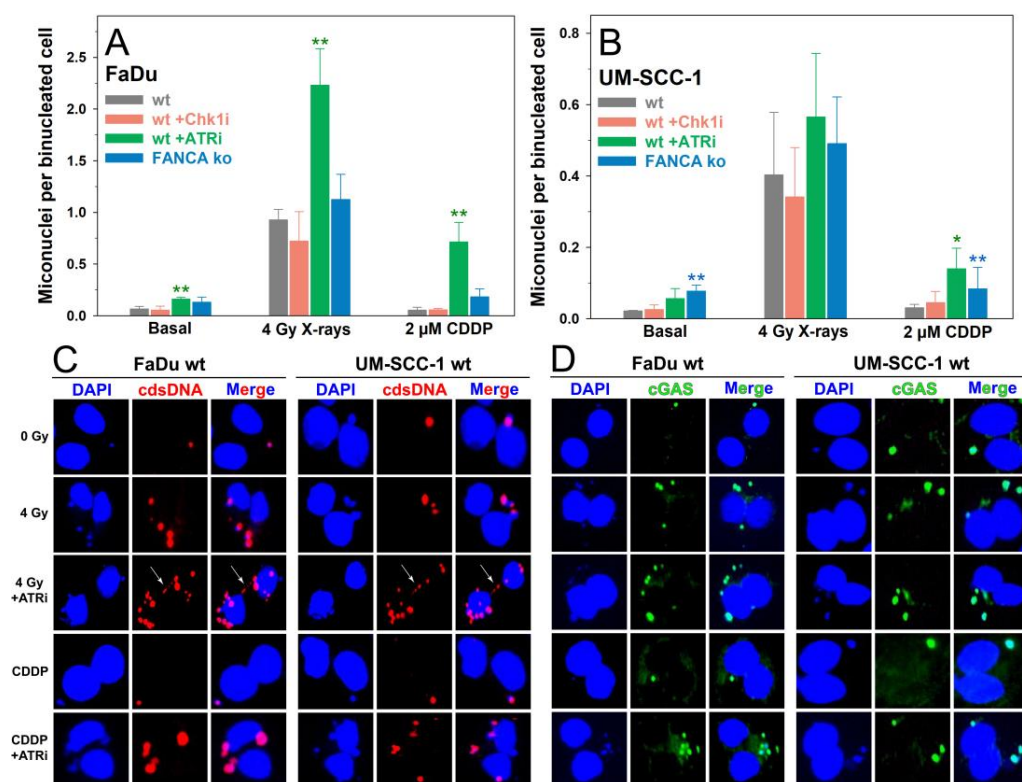 A
FaDu
wt
wt +Chk1i
wt +ATRi
FANCA ko
Miconuclei per binucleated cell
2.5
2.0
1.5
1.0
0.5
0.0
**
**
**
Basal
4 Gy X-rays
2 µM CDDP
B
UM-SCC-1
wt
wt +Chk1i
wt +ATRi
FANCA ko
Miconuclei per binucleated cell
0.8
0.6
0.4
0.2
0.0
**
*
**
Basal
4 Gy X-rays
2 µM CDDP
C
FaDu wt
UM-SCC-1 wt
DAPI cdsDNA Merge
DAPI cdsDNA Merge
0 Gy
4 Gy
4 Gy
+ATRi
CDDP
CDDP
+ATRi
D
FaDu wt
UM-SCC-1 wt
DAPI cGAS Merge
DAPI cGAS Merge